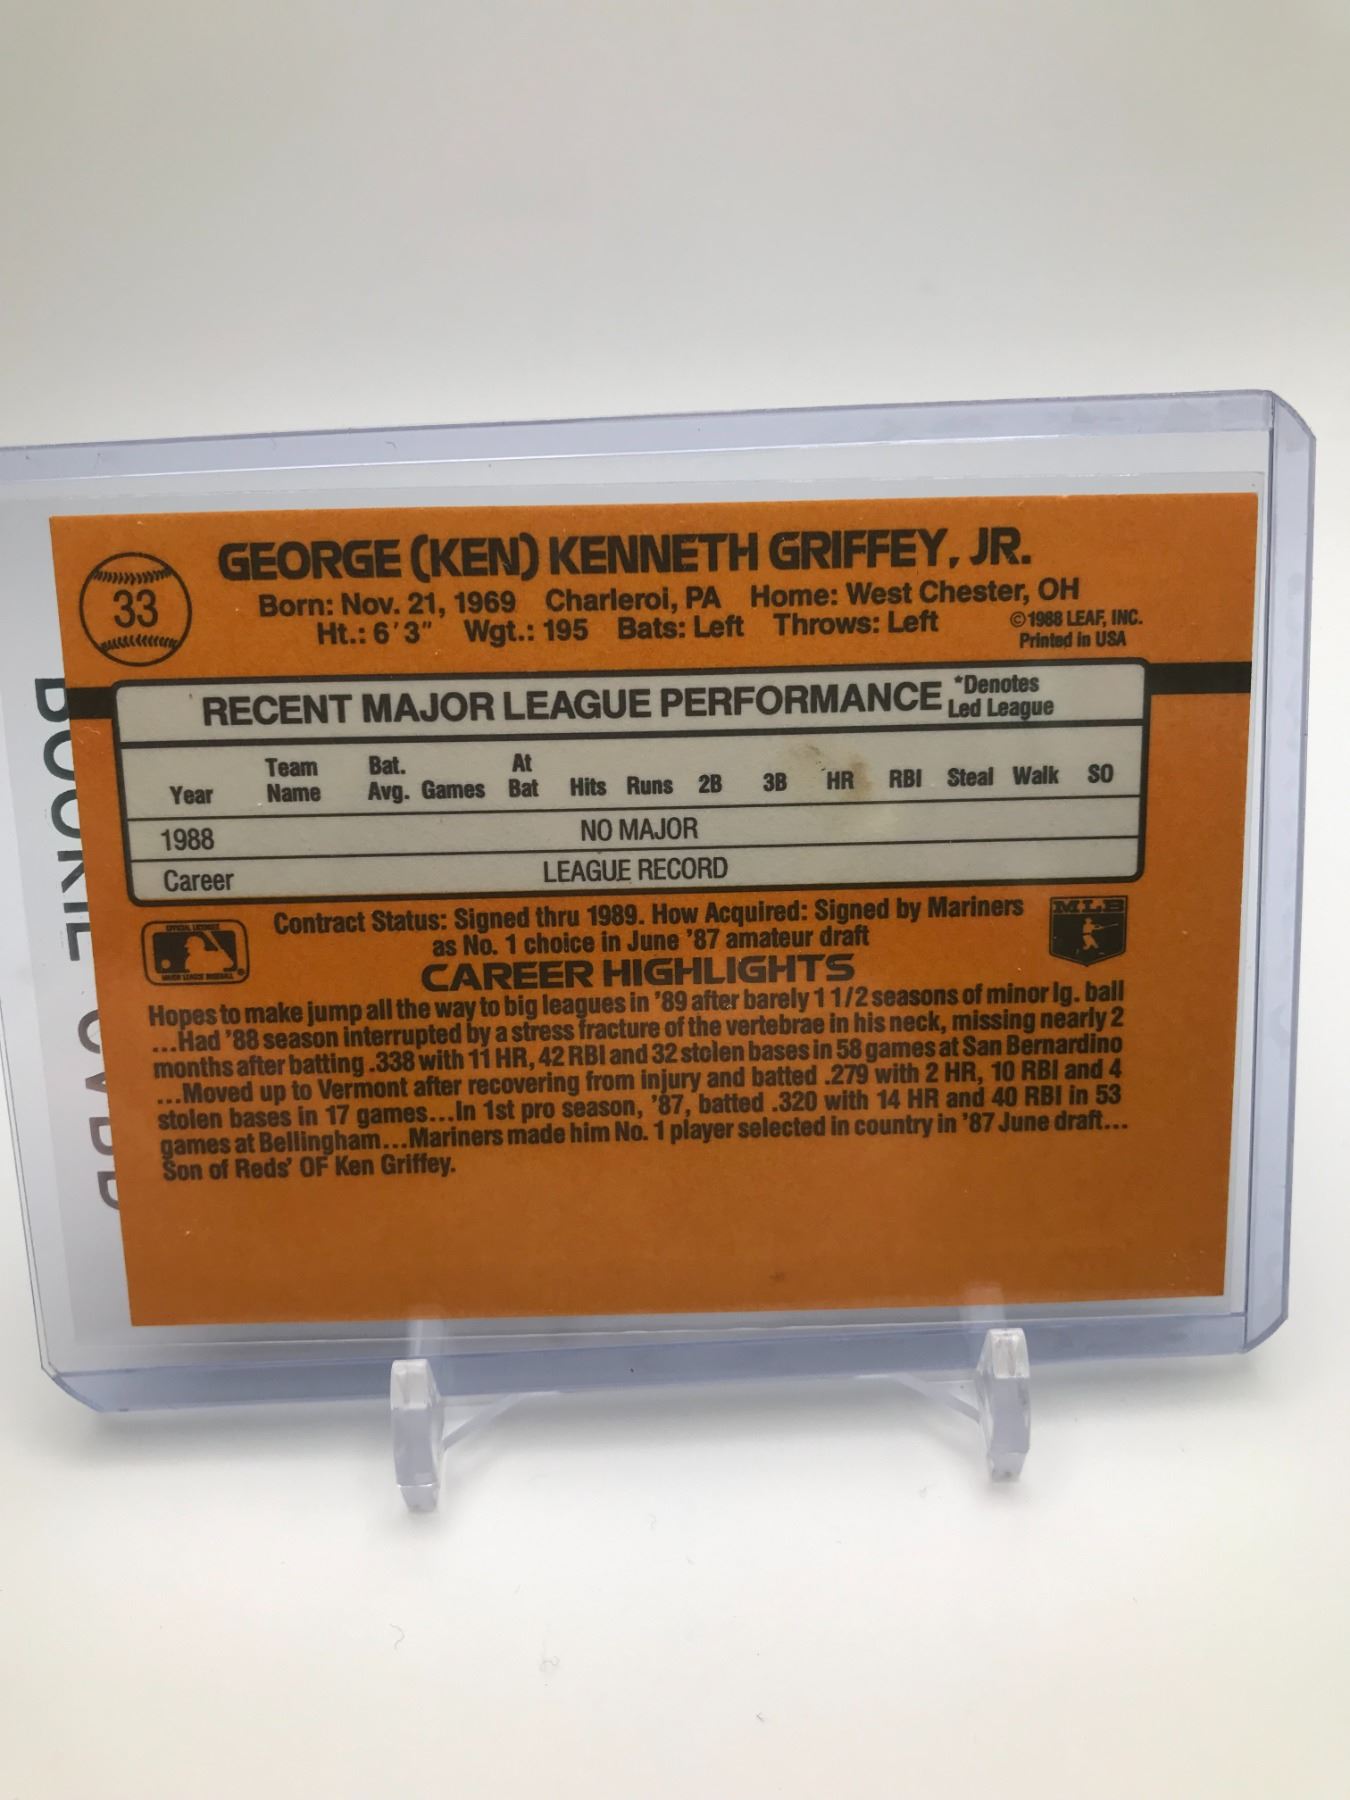 33
GEORGE (KEN) KENNETH GRIFFEY, JR.
Born: Nov. 21, 1969 Charleroi, PA Home: West Chester, OH
Ht.: 6'3" Wgt.: 195 Bats: Left Throws: Left
©1988 LEAF, INC.
Printed in USA
RECENT MAJOR LEAGUE PERFORMANCE *Denotes Led League
Year Team Name Bat. Avg. Games At Bat Hits Runs 2B 3B HR RBI Steal Walk SO
1988 NO MAJOR
Career LEAGUE RECORD
Contract Status: Signed thru 1989. How Acquired: Signed by Mariners
as No. 1 choice in June '87 amateur draft
MLB
CAREER HIGHLIGHTS
Hopes to make jump all the way to big leagues in '89 after barely 1 1/2 seasons of minor lg. ball
...Had '88 season interrupted by a stress fracture of the vertebrae in his neck, missing nearly 2
months after batting .338 with 11 HR, 42 RBI and 32 stolen bases in 58 games at San Bernardino
...Moved up to Vermont after recovering from injury and batted .279 with 2 HR, 10 RBI and 4
stolen bases in 17 games...In 1st pro season, '87, batted .320 with 14 HR and 40 RBI in 53
games at Bellingham...Mariners made him No. 1 player selected in country in '87 June draft...
Son of Reds' OF Ken Griffey.